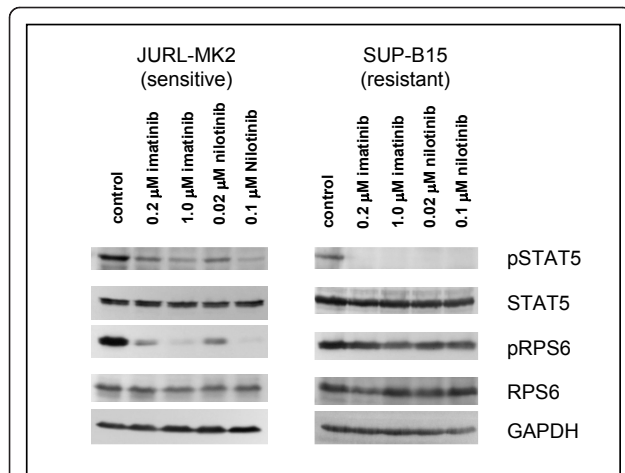 JURL-MK2
(sensitive)
SUP-B15
(resistant)
control
0.2 µM imatinib
1.0 µM imatinib
0.02 µM nilotinib
0.1 µM Nilotinib
control
0.2 µM imatinib
1.0 µM imatinib
0.02 µM nilotinib
0.1 µM nilotinib
pSTAT5
STAT5
pRPS6
RPS6
GAPDH